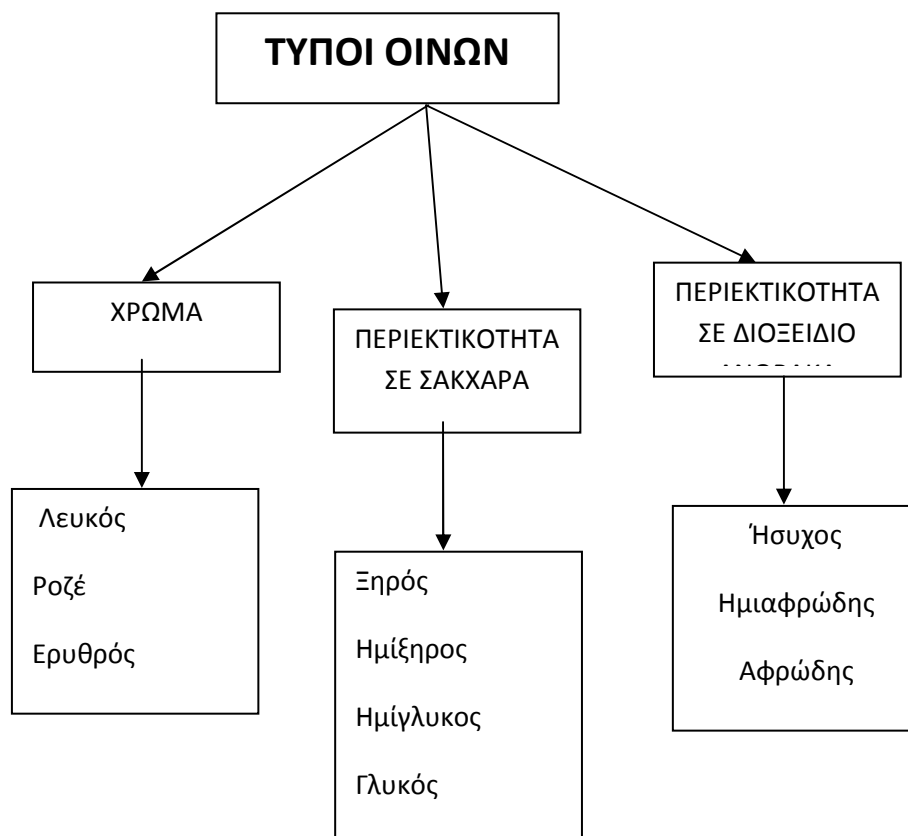 ΤΥΠΟΙ ΟΙΝΩΝ
ΧΡΩΜΑ
ΠΕΡΙΕΚΤΙΚΟΤΗΤΑ
ΣΕ ΣΑΚΧΑΡΑ
ΠΕΡΙΕΚΤΙΚΟΤΗΤΑ
ΣΕ ΔΙΟΞΕΙΔΙΟ
Λευκός
Ροζέ
Ερυθρός
Ξηρός
Ημίξηρος
Ημίγλυκος
Γλυκός
Ήσυχος
Ημιαφρώδης
Αφρώδης